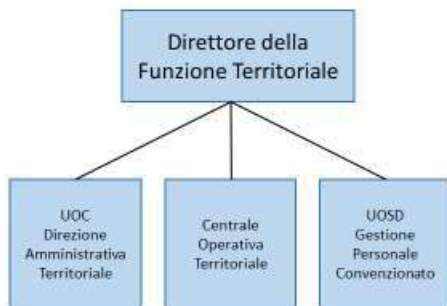 Direttore della
Funzione Territoriale
UOC
Direzione
Amministrativa
Territoriale
Centrale
Operativa
Territoriale
UOSD
Gestione
Personale
Convenzionato